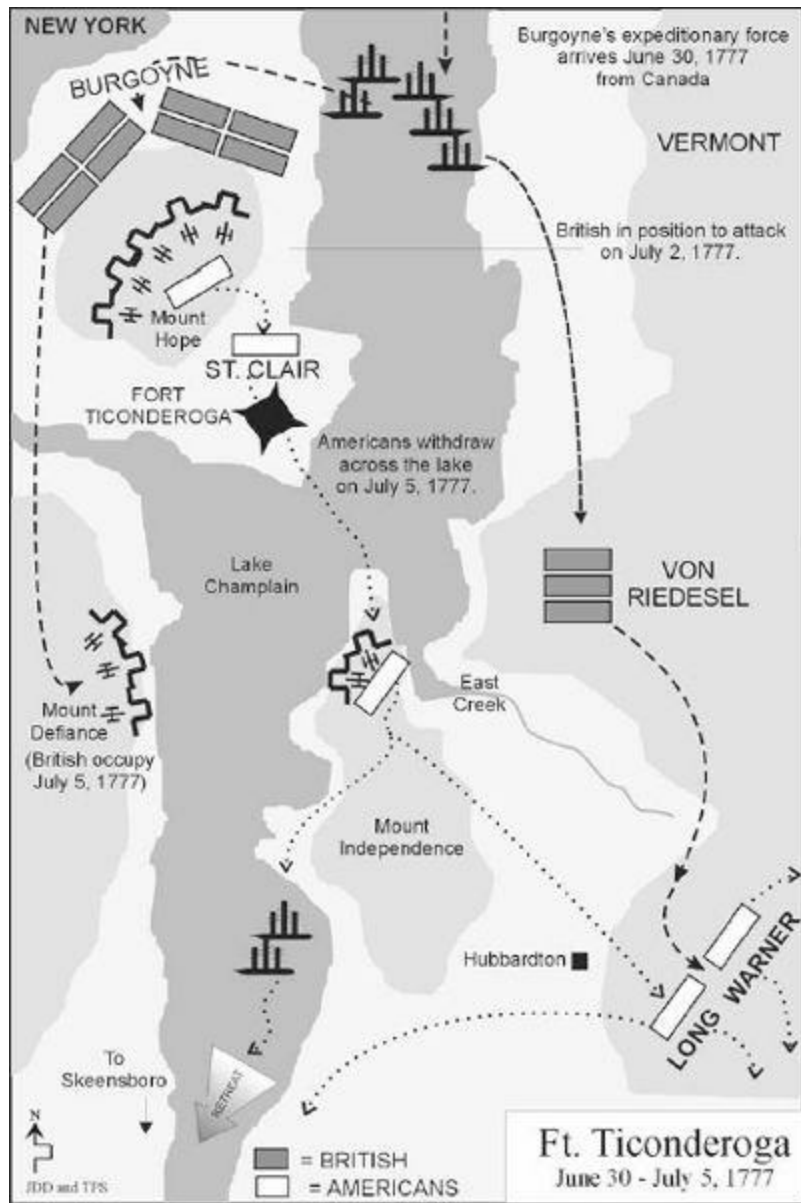 NEW YORK
Burgoyne's expeditionary force
arrives June 30, 1777
from Canada
BURGOYNE
VERMONT
British in position to attack
on July 2, 1777.
Mount
Hope
ST. CLAIR
FORT
TICONDEROGA
Americans withdraw
across the lake
on July 5, 1777.
Lake
Champlain
VON
RIEDESEL
East
Creek
Mount
Defiance
(British occupy
July 5, 1777)
Mount
Independence
Hubbardton
LONG WARNER
To
Skeensboro
RETREAT
N
JDD and TPS
= BRITISH
= AMERICANS
Ft. Ticonderoga
June 30 - July 5, 1777